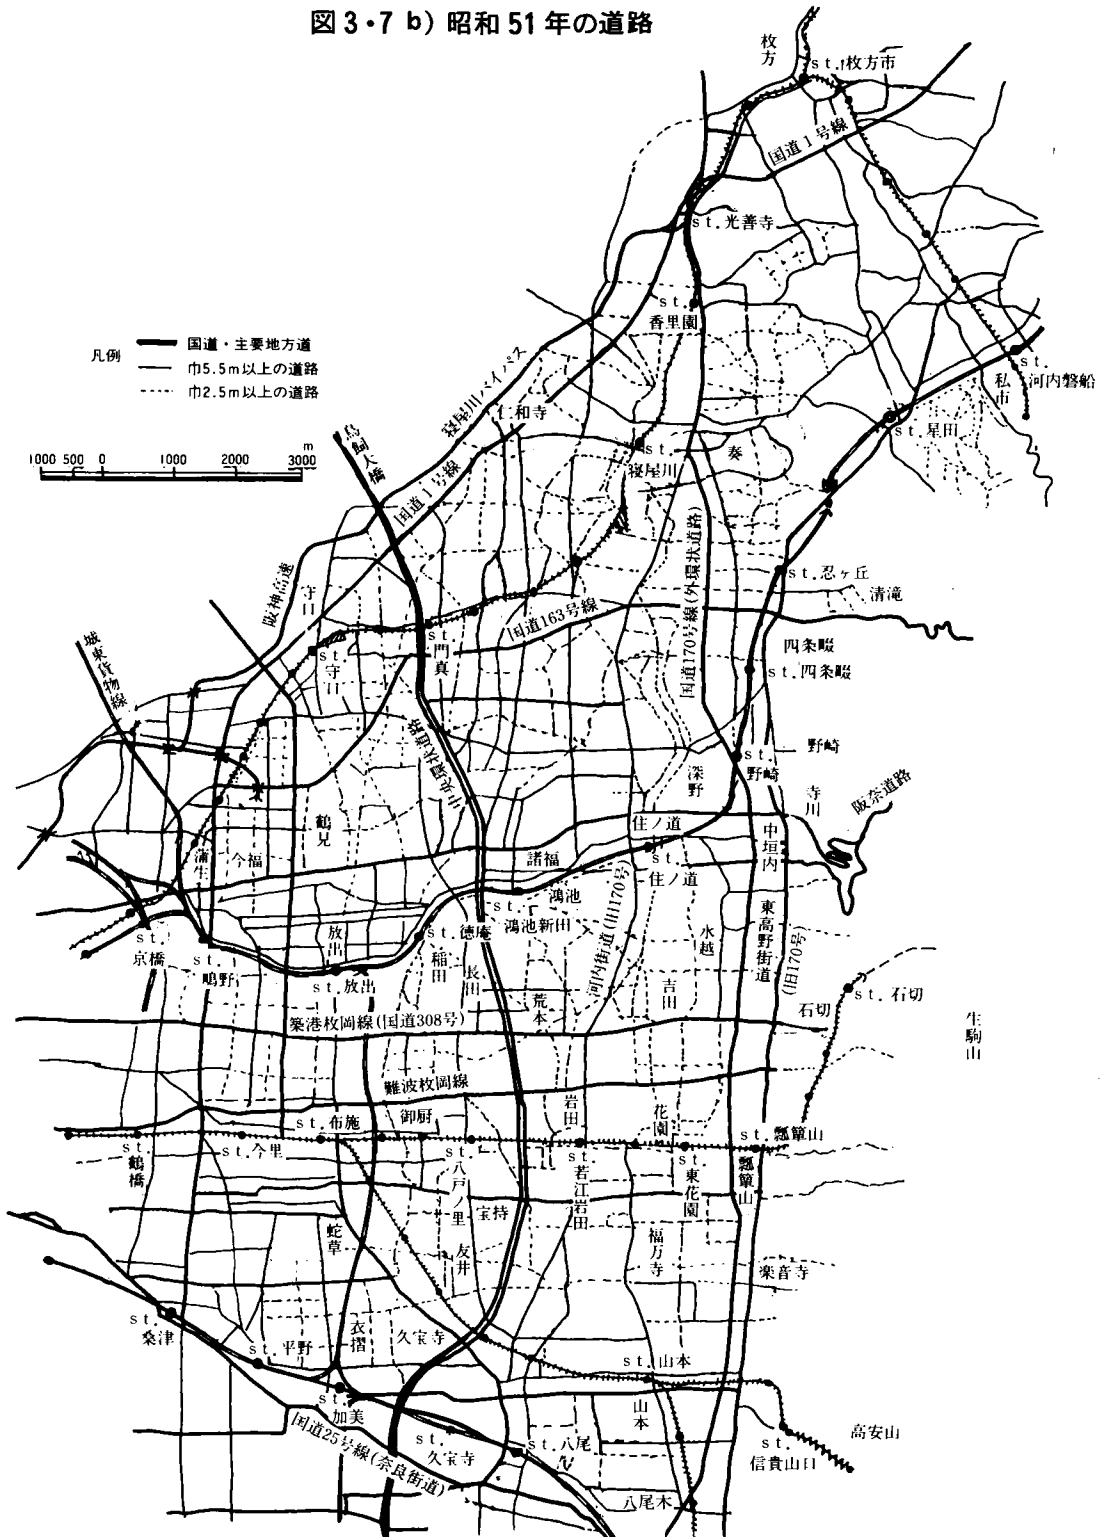 図3・7 b) 昭和51年の道路
枚方
st. 枚方市
国道1号線
st. 光善寺
st.
香里園
凡例
国道・主要地方道
巾5.5m以上の道路
巾2.5m以上の道路
1000 500 0 1000 2000 3000 m
st.
河内磐船
私市
st. 星田
寝屋川バイパス
仁和寺
鳥飼大橋
国道1号線
st.
寝屋川
秦
阪神高速
守口
国道170号線(外環状道路)
st. 忍ヶ丘
清滝
国道163号線
城東貨物線
st.
守口
st.
門真
四条畷
st. 四条畷
中央環状道路
深野
st.
野崎
野崎
寺川
阪奈道路
鶴見
蒲生
今福
諸福
住ノ道
st.
住ノ道
中垣内
st.
鴻池
鴻池新田
河内街道(旧170号)
水越
東高野街道
(旧170号)
st.
京橋
st.
鴫野
放出
st. 放出
st. 徳庵
稲田
長田
荒本
吉田
石切
st. 石切
生駒山
築港枚岡線(国道308号)
難波枚岡線
st. 布施
御厨
岩田
花園
st. 瓢箪山
瓢箪山
st.
鶴橋
st. 今里
st.
八戸ノ里
st.
若江岩田
st.
東花園
宝持
蛇草
友井
福万寺
楽音寺
st.
桑津
st. 平野
衣摺
久宝寺
st. 山本
山本
st.
加美
国道25号線(奈良街道)
st.
久宝寺
st. 八尾
八尾木
st.
信貴山口
高安山